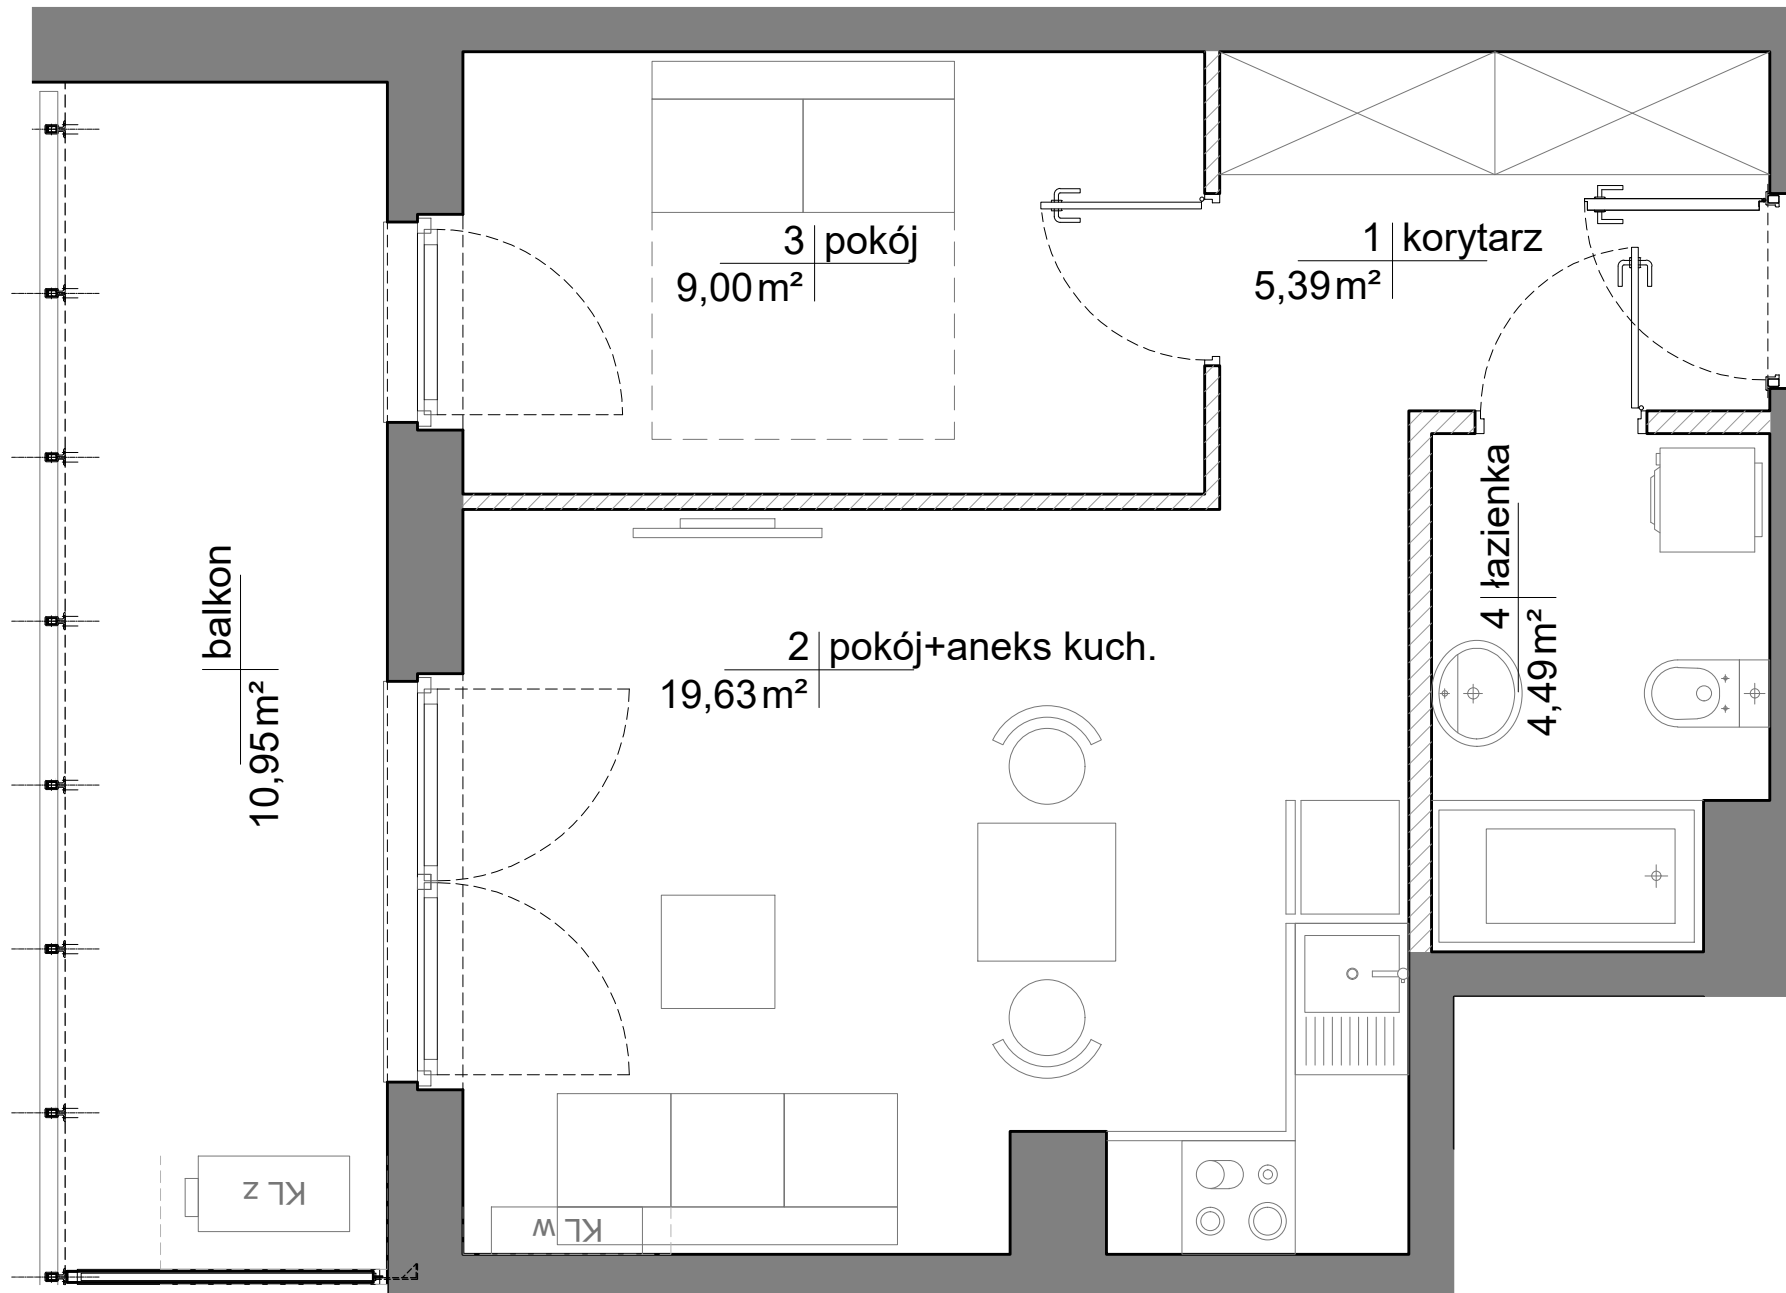 3 pokój
9,00 m²
1 korytarz
5,39 m²
balkon
10,95 m²
2 pokój+aneks kuch.
19,63 m²
4 łazienka
4,49 m²
KL z
KL w